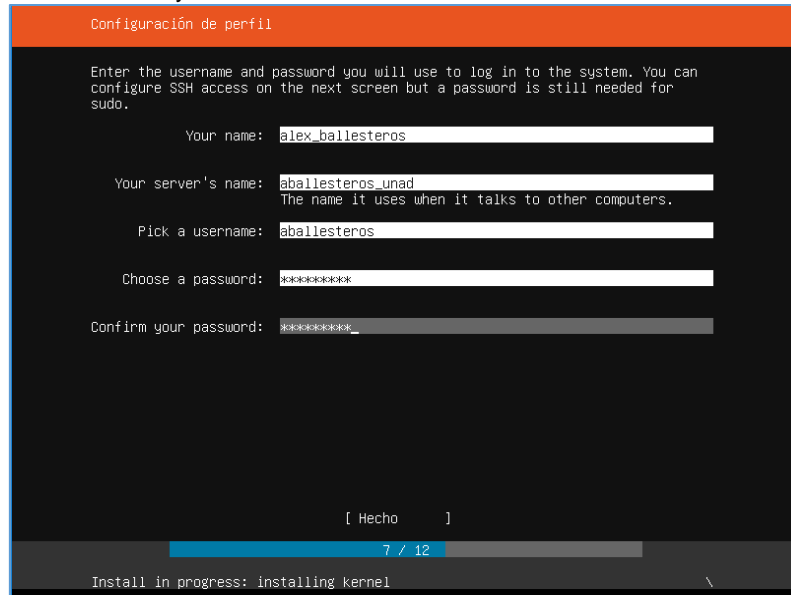 Configuración de perfil
Enter the username and password you will use to log in to the system. You can
configure SSH access on the next screen but a password is still needed for
sudo.
Your name: alex_ballesteros
Your server's name: aballesteros_unad
The name it uses when it talks to other computers.
Pick a username: aballesteros
Choose a password: *********
Confirm your password: *********_
[ Hecho ]
7 / 12
Install in progress: installing kernel \